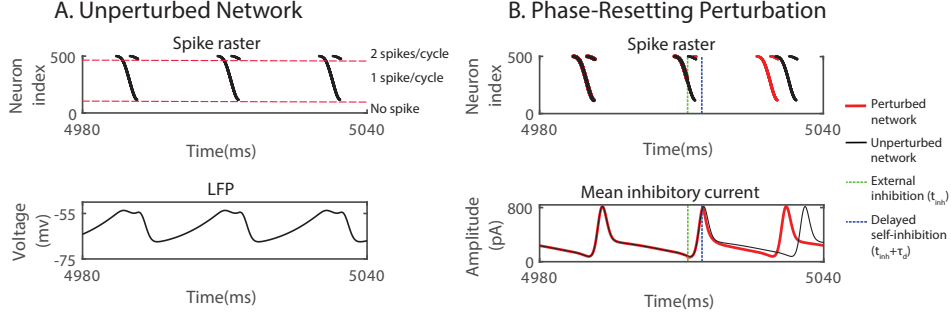 A. Unperturbed Network
Spike raster
Neuron
index
500
0
2 spikes/cycle
1 spike/cycle
No spike
4980
5040
Time(ms)
LFP
Voltage
(mv)
-55
-75
4980
5040
Time(ms)
B. Phase-Resetting Perturbation
Spike raster
Neuron
index
500
0
4980
5040
Time(ms)
Mean inhibitory current
Amplitude
(pA)
800
0
4980
5040
Time(ms)
Perturbed
network
Unperturbed
network
External
inhibition (t_inh)
Delayed
self-inhibition
(t_inh+τ_d)